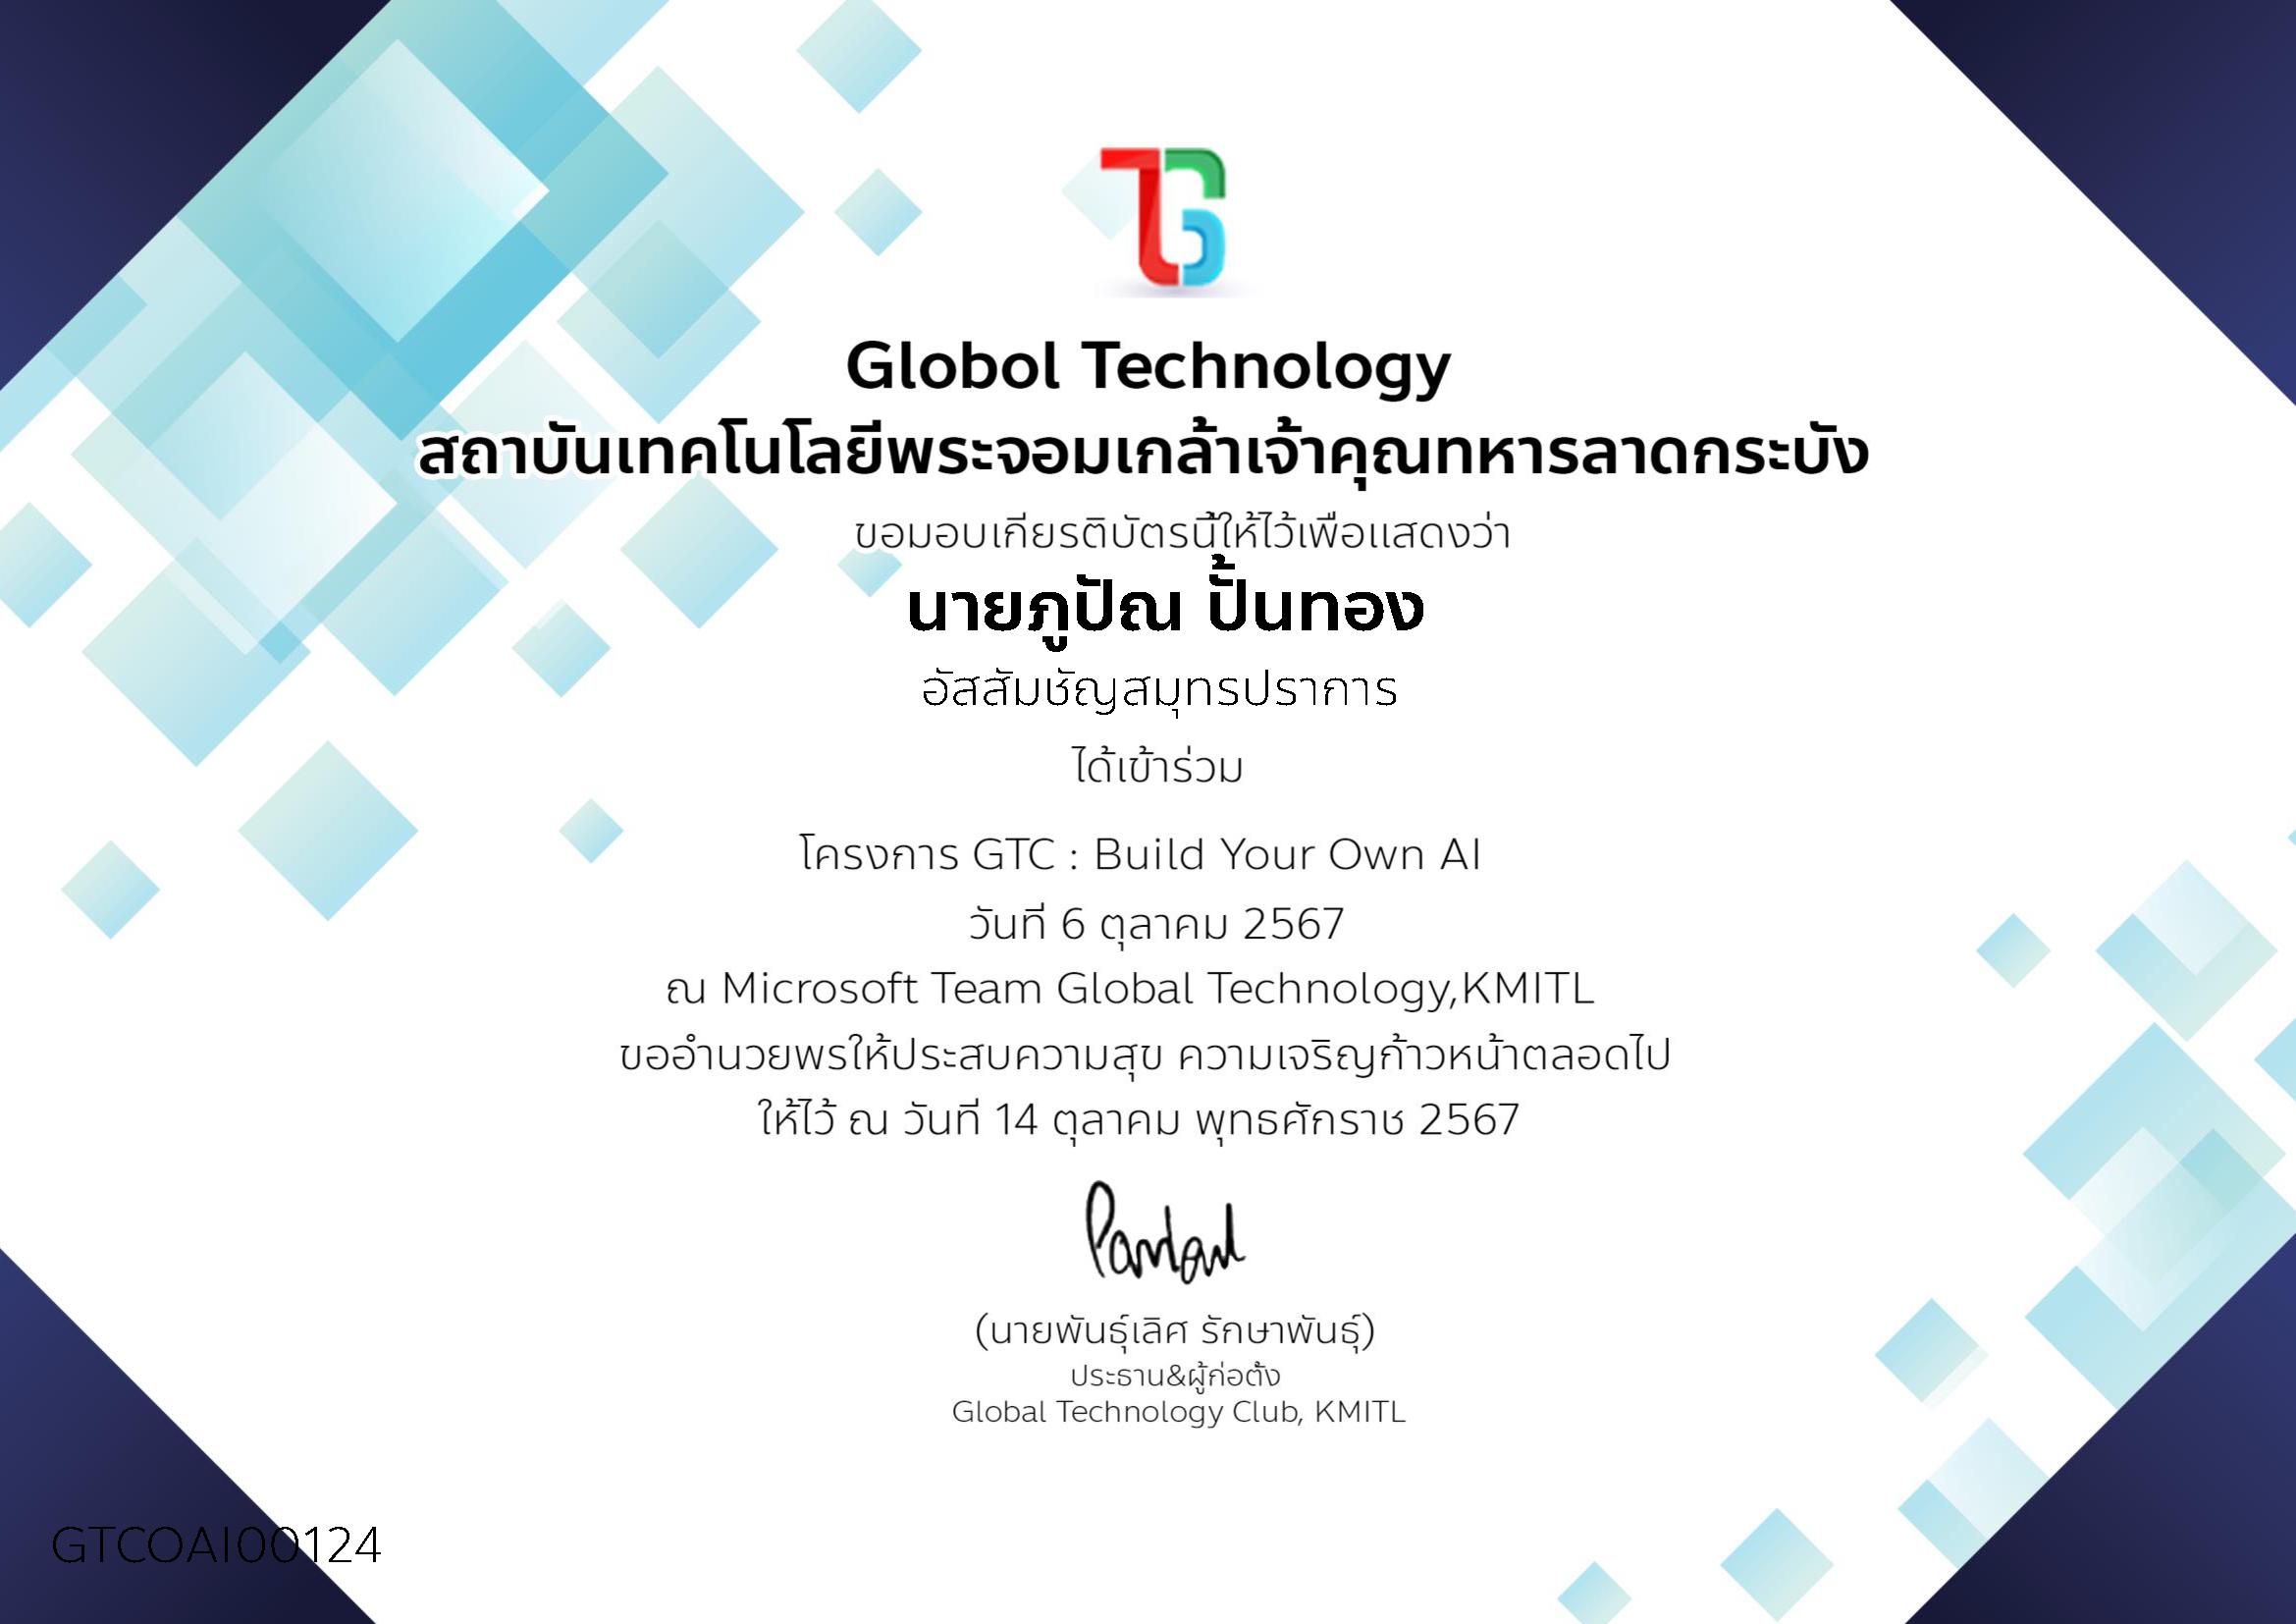 Globol Technology
สถาบันเทคโนโลยีพระจอมเกล้าเจ้าคุณทหารลาดกระบัง
ขอมอบเกียรติบัตรนี้ให้ไว้เพื่อแสดงว่า
นายภูปัณ ปั้นทอง
อัสสัมชัญสมุทรปราการ
ได้เข้าร่วม
โครงการ GTC : Build Your Own AI
วันที่ 6 ตุลาคม 2567
ณ Microsoft Team Global Technology,KMITL
ขออำนวยพรให้ประสบความสุข ความเจริญก้าวหน้าตลอดไป
ให้ไว้ ณ วันที่ 14 ตุลาคม พุทธศักราช 2567
(นายพันธุ์เลิศ รักษาพันธุ์)
ประธาน&ผู้ก่อตั้ง
Global Technology Club, KMITL
GTCOAI00124